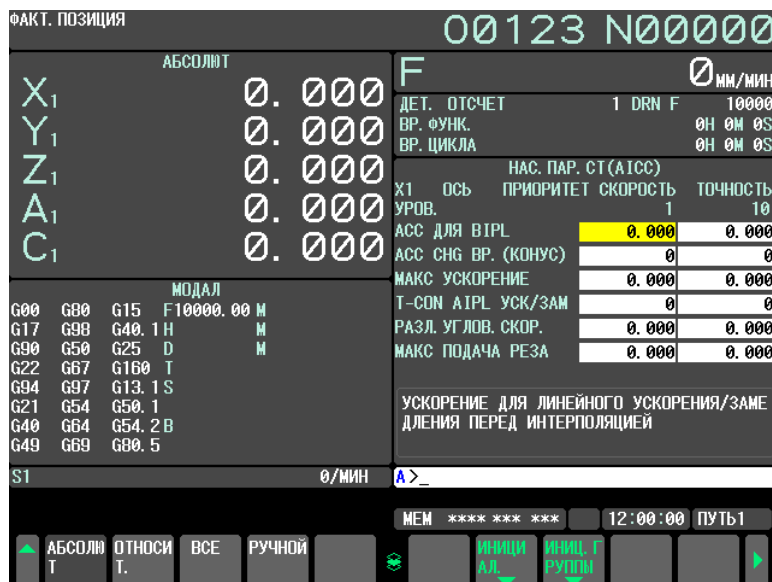 ФАКТ. ПОЗИЦИЯ
O0123 N00000
АБСОЛЮТ
X1 0. 000
Y1 0. 000
Z1 0. 000
A1 0. 000
C1 0. 000
F 0 ММ/МИН
ДЕТ. ОТСЧЕТ 1 DRN F 10000
ВР. ФУНК. 0H 0M 0S
ВР. ЦИКЛА 0H 0M 0S
НАС. ПАР. СТ(AICC)
X1 ОСЬ ПРИОРИТЕТ СКОРОСТЬ ТОЧНОСТЬ
УРОВ. 1 10
ACC ДЛЯ BIPL 0. 000 0. 000
ACC CHG ВР. (КОНУС) 0 0
МАКС УСКОРЕНИЕ 0. 000 0. 000
T-CON AIPL УСК/ЗАМ 0 0
РАЗЛ. УГЛОВ. СКОР. 0. 000 0. 000
МАКС ПОДАЧА РЕЗА 0. 000 0. 000
УСКОРЕНИЕ ДЛЯ ЛИНЕЙНОГО УСКОРЕНИЯ/ЗАМЕ
ДЛЕНИЯ ПЕРЕД ИНТЕРПОЛЯЦИЕЙ
МОДАЛ
G00 G80 G15 F10000. 00 M
G17 G98 G40. 1 H M
G90 G50 G25 D M
G22 G67 G160 T
G94 G97 G13. 1 S
G21 G54 G50. 1
G40 G64 G54. 2 B
G49 G69 G80. 5
S1 0/МИН
A >_
MEM **** *** *** 12:00:00 ПУТЬ1
АБСОЛЮ
Т
ОТНОСИ
Т.
ВСЕ
РУЧНОЙ
ИНИЦИ
АЛ.
ИНИЦ. Г
РУППЫ